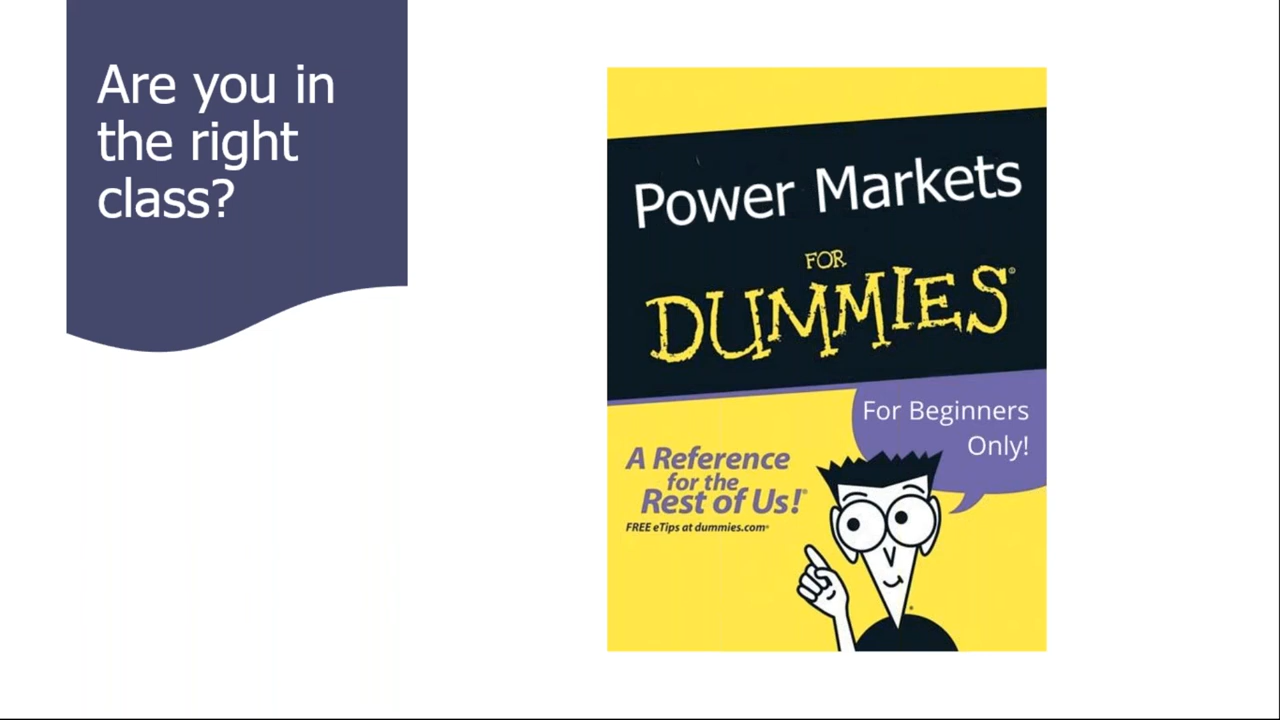 Are you in
the right
class?
Power Markets
FOR
DUMMIES®
For Beginners
Only!
A Reference
for the
Rest of Us!®
FREE eTips at dummies.com®